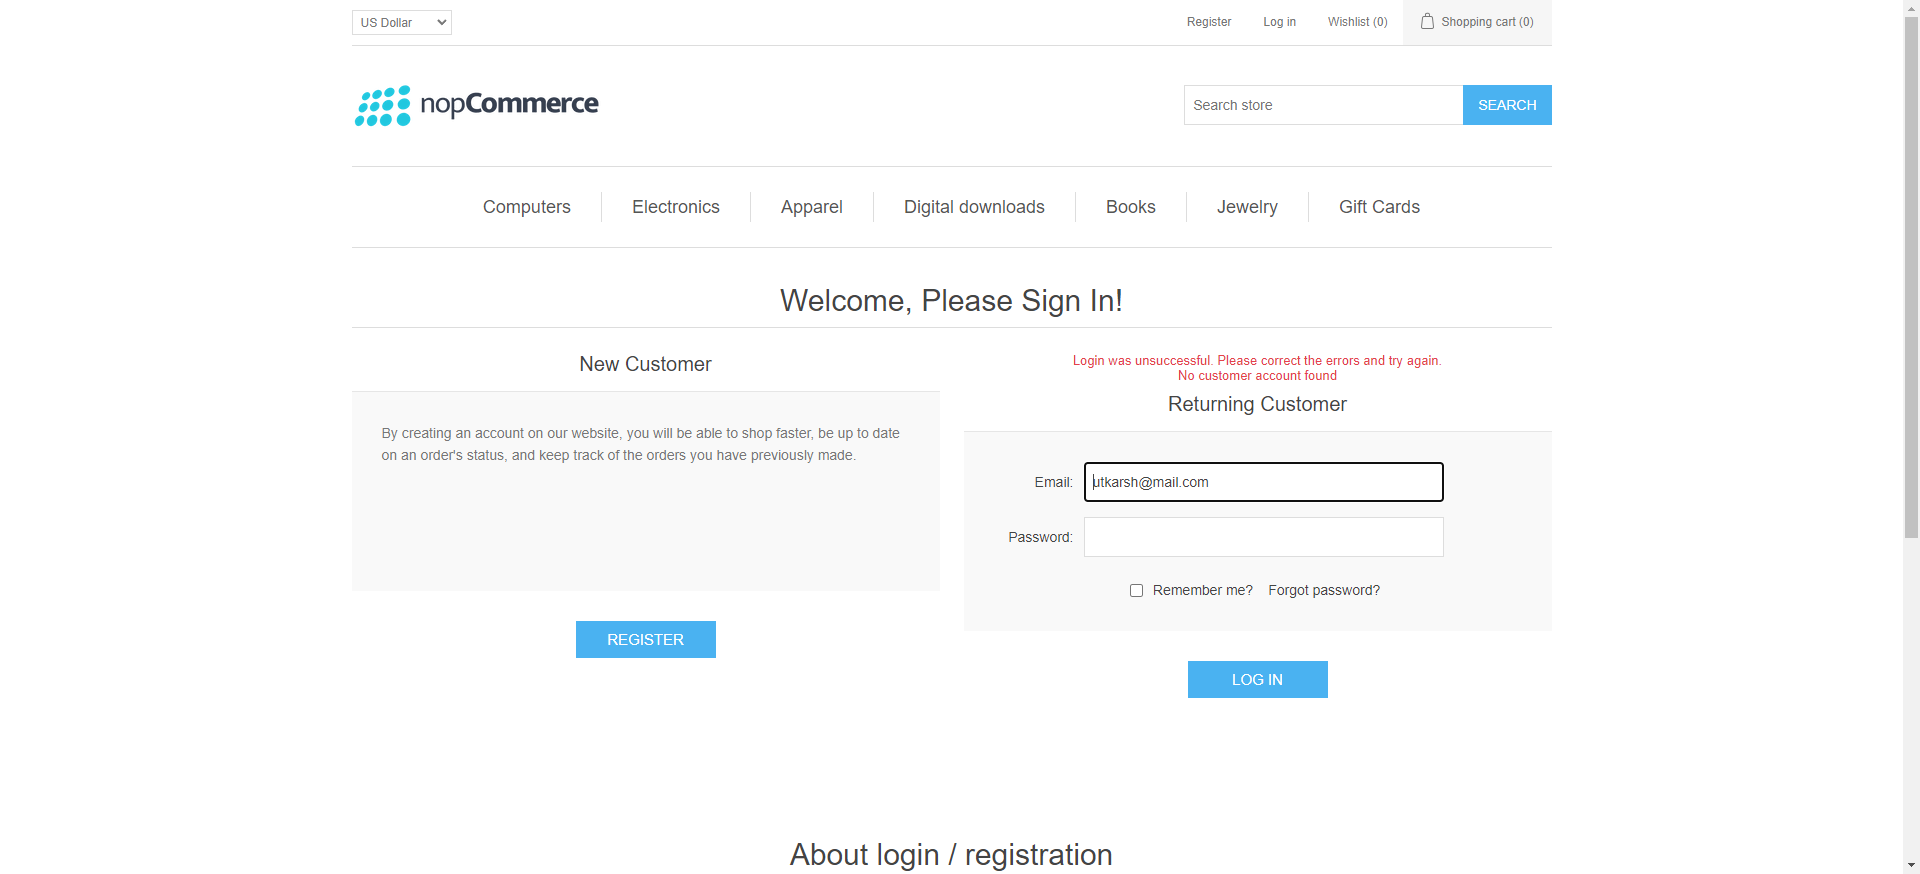 US Dollar
Register
Log in
Wishlist (0)
Shopping cart (0)
nopCommerce
Search store
SEARCH
Computers
Electronics
Apparel
Digital downloads
Books
Jewelry
Gift Cards
Welcome, Please Sign In!
New Customer
By creating an account on our website, you will be able to shop faster, be up to date
on an order's status, and keep track of the orders you have previously made.
REGISTER
Login was unsuccessful. Please correct the errors and try again.
No customer account found
Returning Customer
Email:
utkarsh@mail.com
Password:
Remember me?
Forgot password?
LOG IN
About login / registration